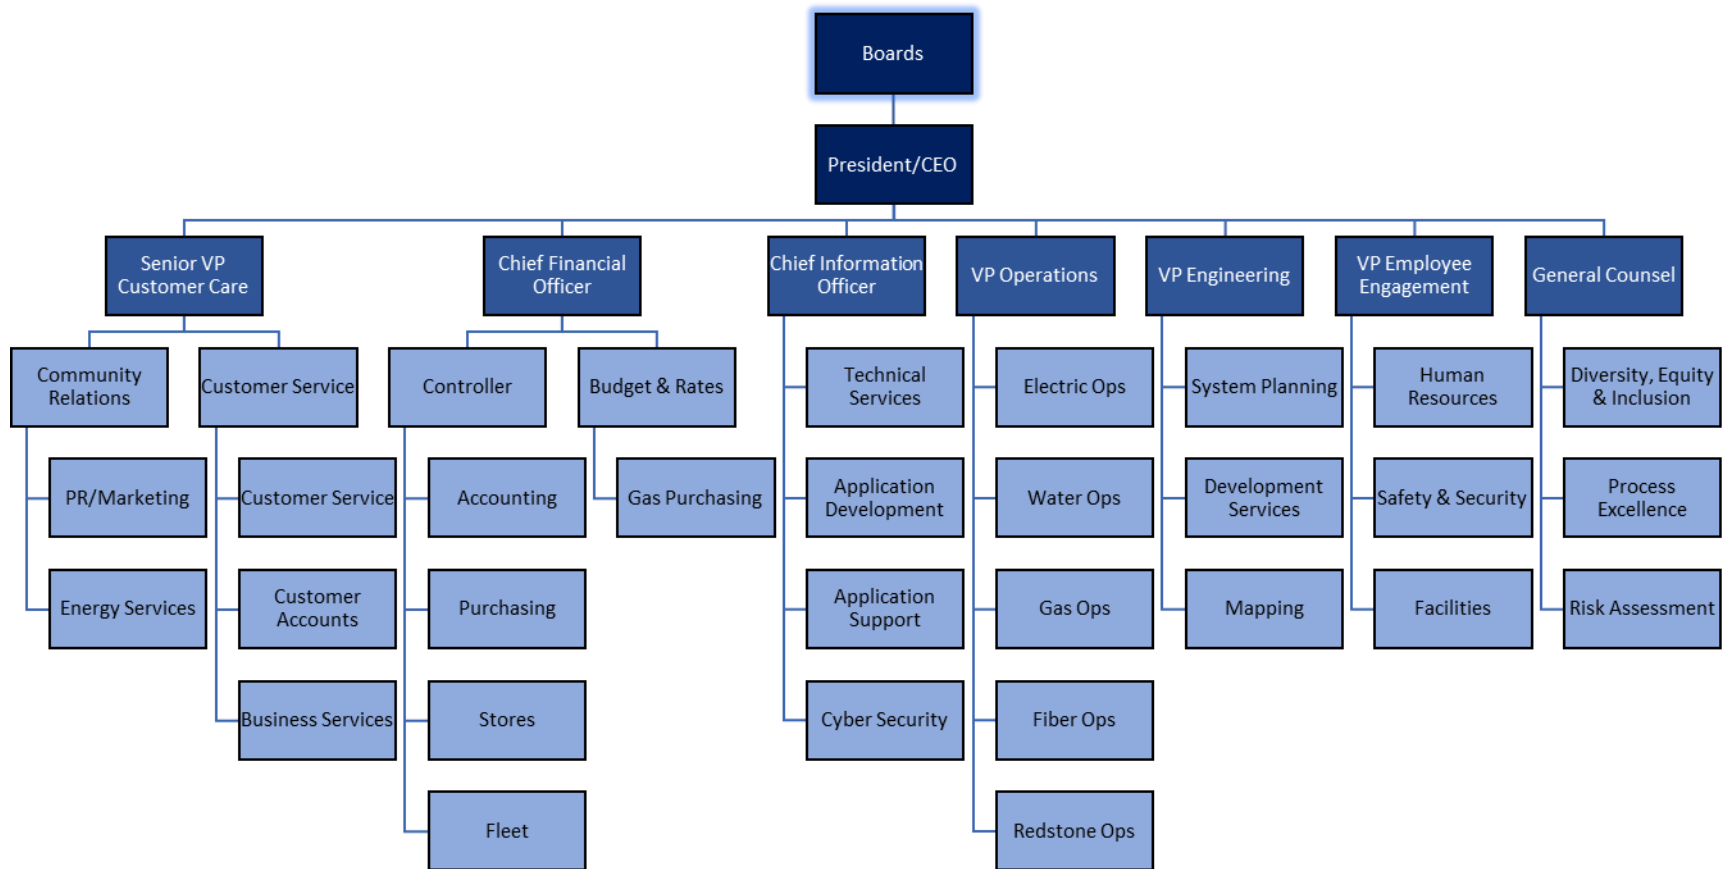 Boards
President/CEO
Senior VP
Customer Care
Chief Financial
Officer
Chief Information
Officer
VP Operations
VP Engineering
VP Employee
Engagement
General Counsel
Community
Relations
Customer Service
Controller
Budget & Rates
Technical
Services
Electric Ops
System Planning
Human
Resources
Diversity, Equity
& Inclusion
PR/Marketing
Customer Service
Accounting
Gas Purchasing
Application
Development
Water Ops
Development
Services
Safety & Security
Process
Excellence
Energy Services
Customer
Accounts
Purchasing
Application
Support
Gas Ops
Mapping
Facilities
Risk Assessment
Business Services
Stores
Cyber Security
Fiber Ops
Fleet
Redstone Ops